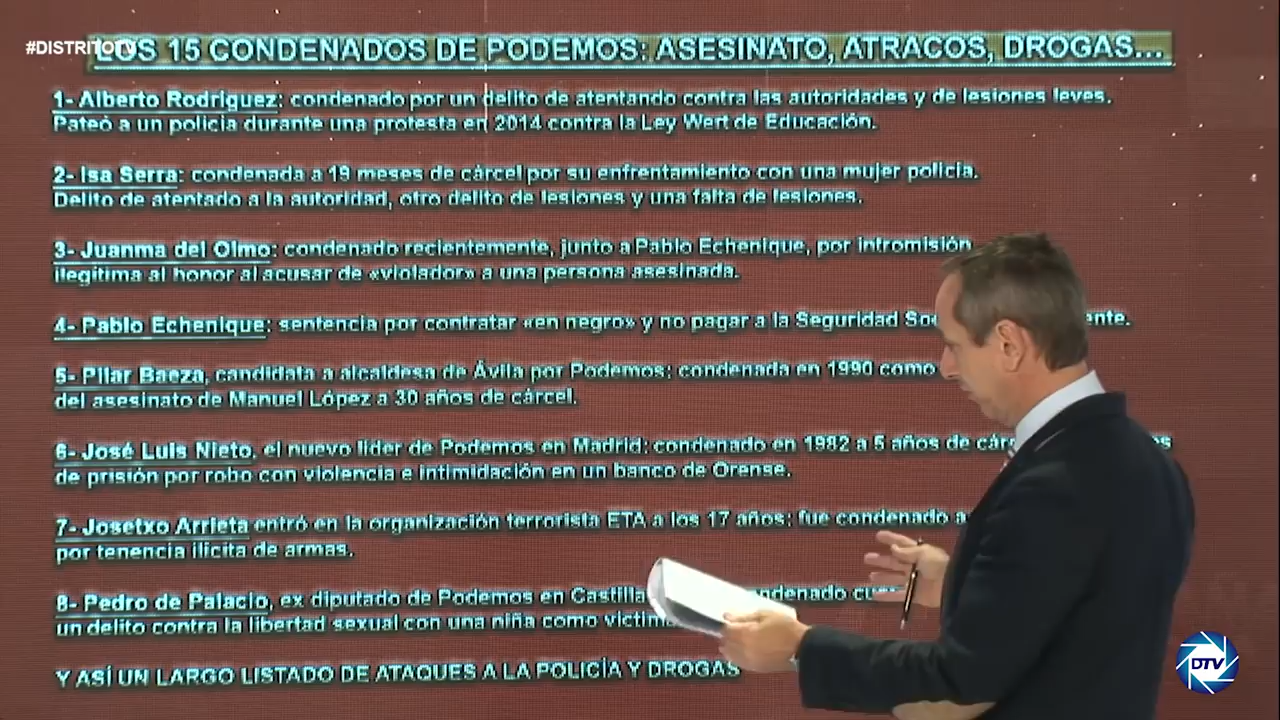 #DISTRITOTV
LOS 15 CONDENADOS DE PODEMOS: ASESINATO, ATRACOS, DROGAS...
1- Alberto Rodríguez: condenado por un delito de atentando contra las autoridades y de lesiones leves.
Pateó a un policía durante una protesta en 2014 contra la Ley Wert de Educación.
2- Isa Serra: condenada a 19 meses de cárcel por su enfrentamiento con una mujer policía.
Delito de atentado a la autoridad, otro delito de lesiones y una falta de lesiones.
3- Juanma del Olmo: condenado recientemente, junto a Pablo Echenique, por intromisión
ilegítima al honor al acusar de «violador» a una persona asesinada.
4- Pablo Echenique: sentencia por contratar «en negro» y no pagar a la Seguridad
5- Pilar Baeza, candidata a alcaldesa de Ávila por Podemos: condenada en 1990 como
del asesinato de Manuel López a 30 años de cárcel.
6- José Luis Nieto, el nuevo líder de Podemos en Madrid: condenado en 1982 a 5 años de
de prisión por robo con violencia e intimidación en un banco de Orense.
7- Josetxo Arrieta entró en la organización terrorista ETA a los 17 años: fue condenado
por tenencia ilícita de armas.
8- Pedro de Palacio, ex diputado de Podemos en Castilla
un delito contra la libertad sexual con una niña como
Y ASÍ UN LARGO LISTADO DE ATAQUES A LA POLICÍA Y DROGAS
DTV